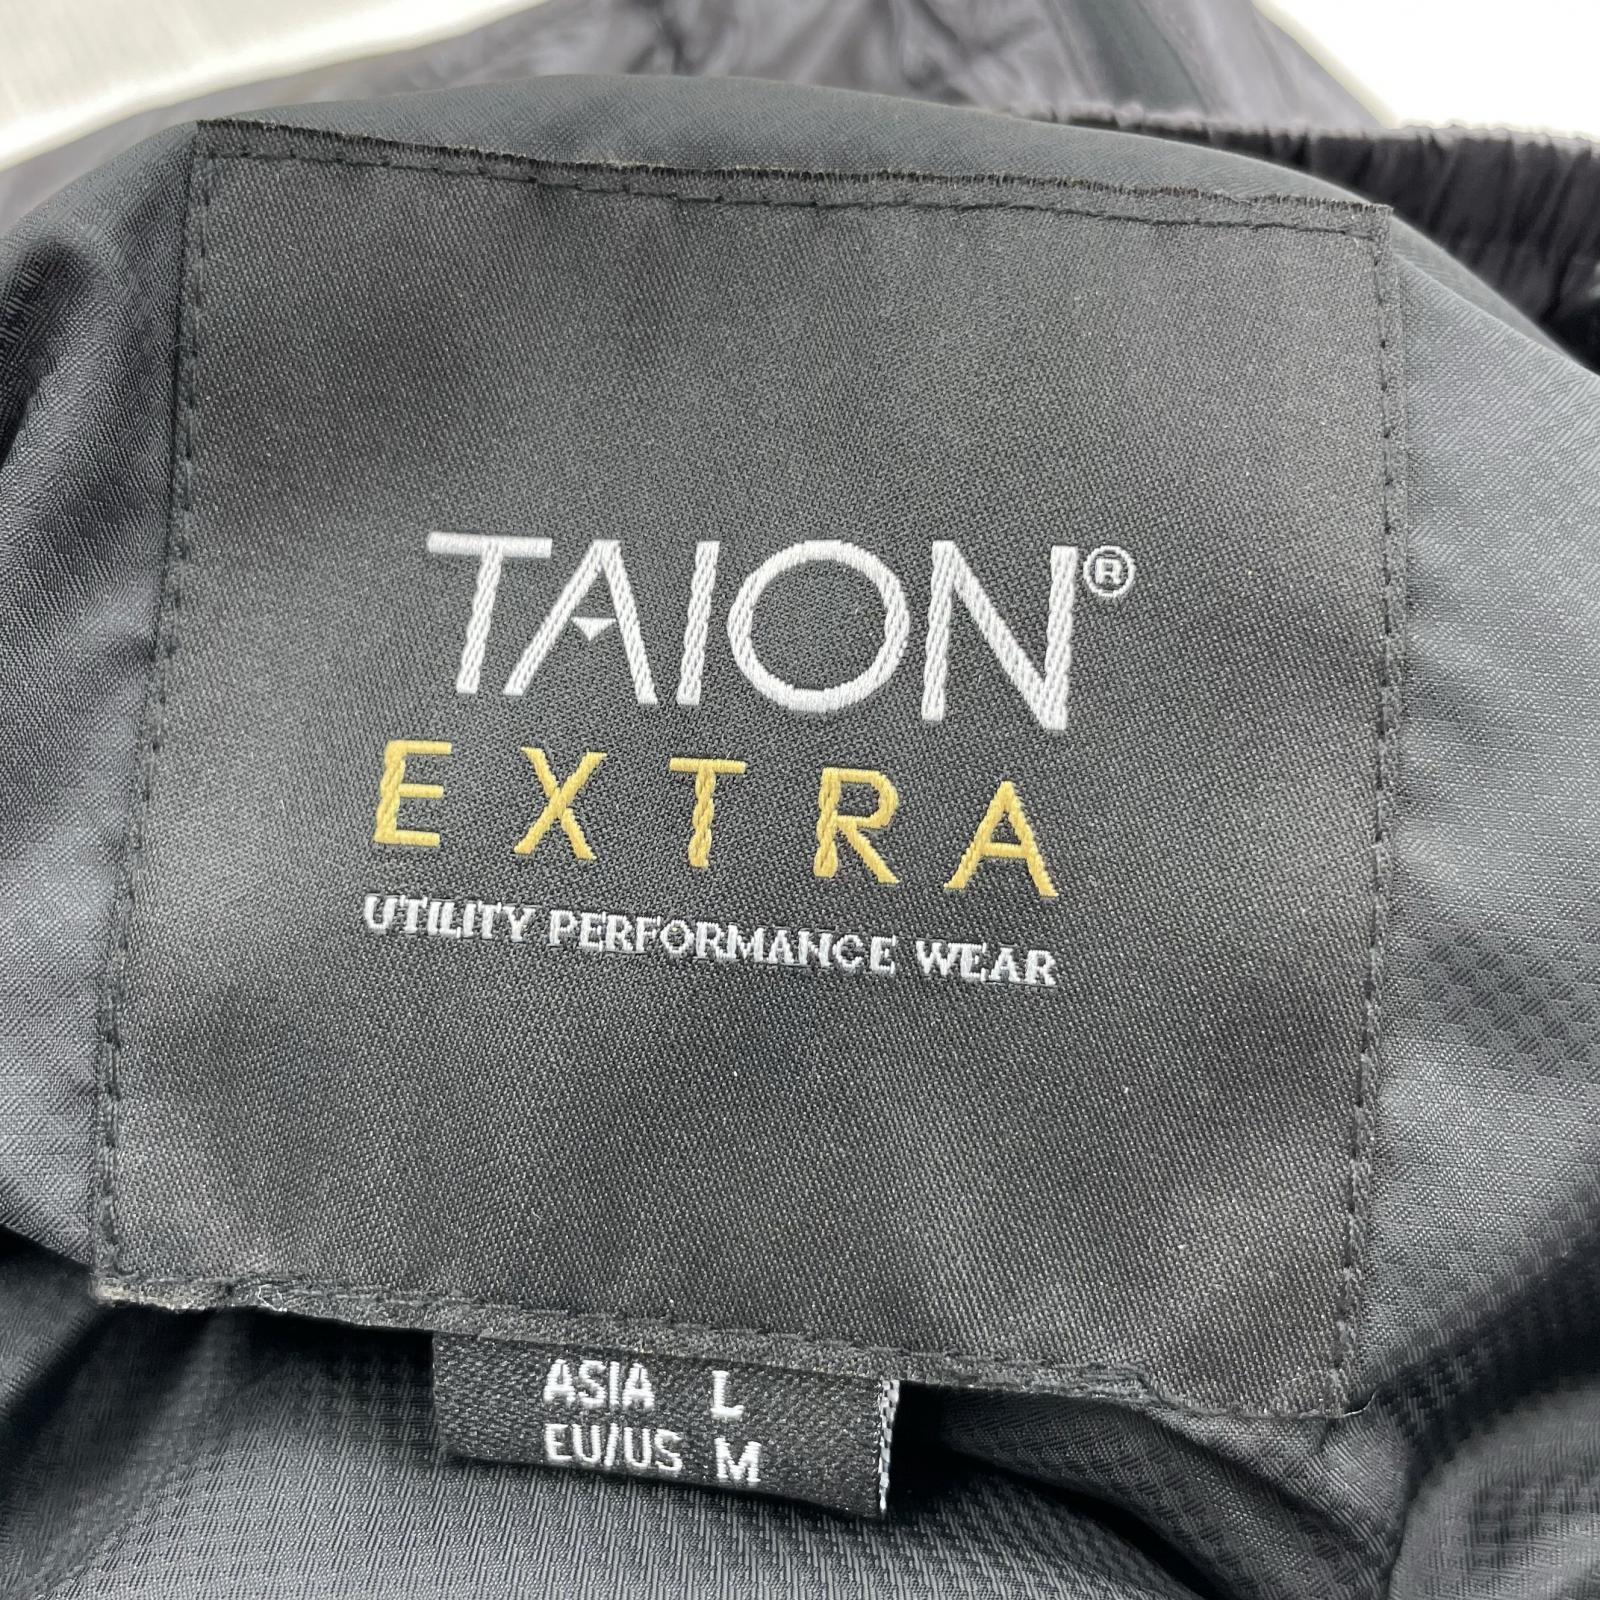 TAION®
EXTRA
UTILITY PERFORMANCE WEAR
ASIA L
EU/US M